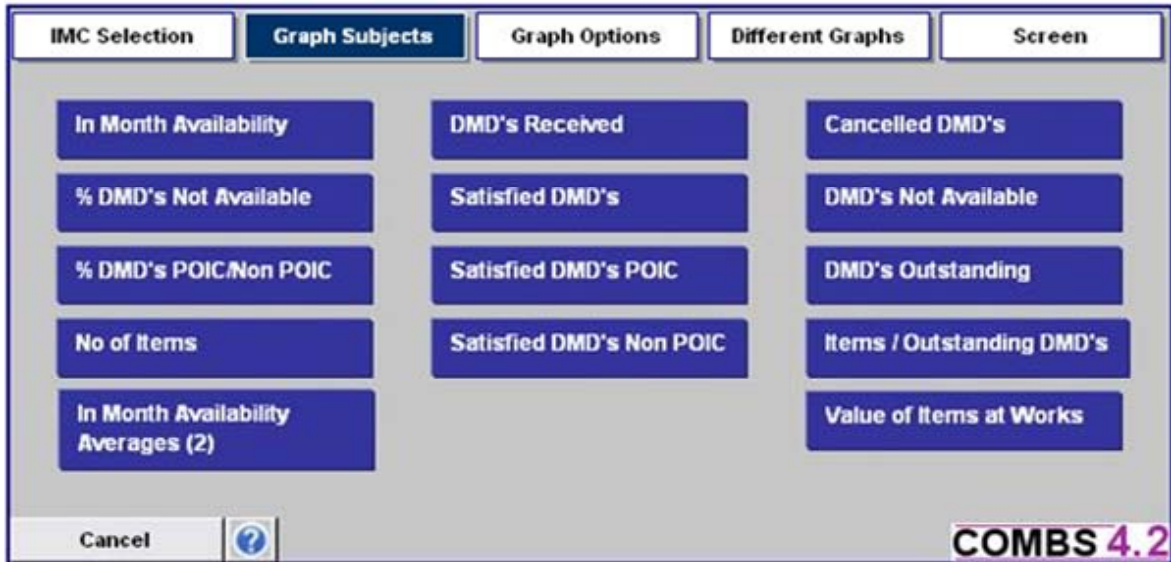 IMC Selection
Graph Subjects
Graph Options
Different Graphs
Screen
In Month Availability
DMD's Received
Cancelled DMD's
% DMD's Not Available
Satisfied DMD's
DMD's Not Available
% DMD's POIC/Non POIC
Satisfied DMD's POIC
DMD's Outstanding
No of Items
Satisfied DMD's Non POIC
Items / Outstanding DMD's
In Month Availability
Averages (2)
Value of Items at Works
Cancel
?
COMBS 4.2